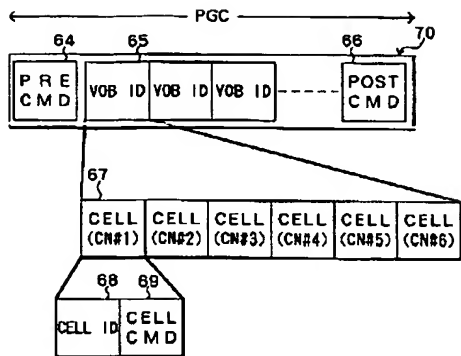 PGC
64 65 66 70
PRE CMD VOB ID VOB ID VOB ID POST CMD
67
CELL (CN#1) CELL (CN#2) CELL (CN#3) CELL (CN#4) CELL (CN#5) CELL (CN#6)
68 69
CELL ID CELL CMD